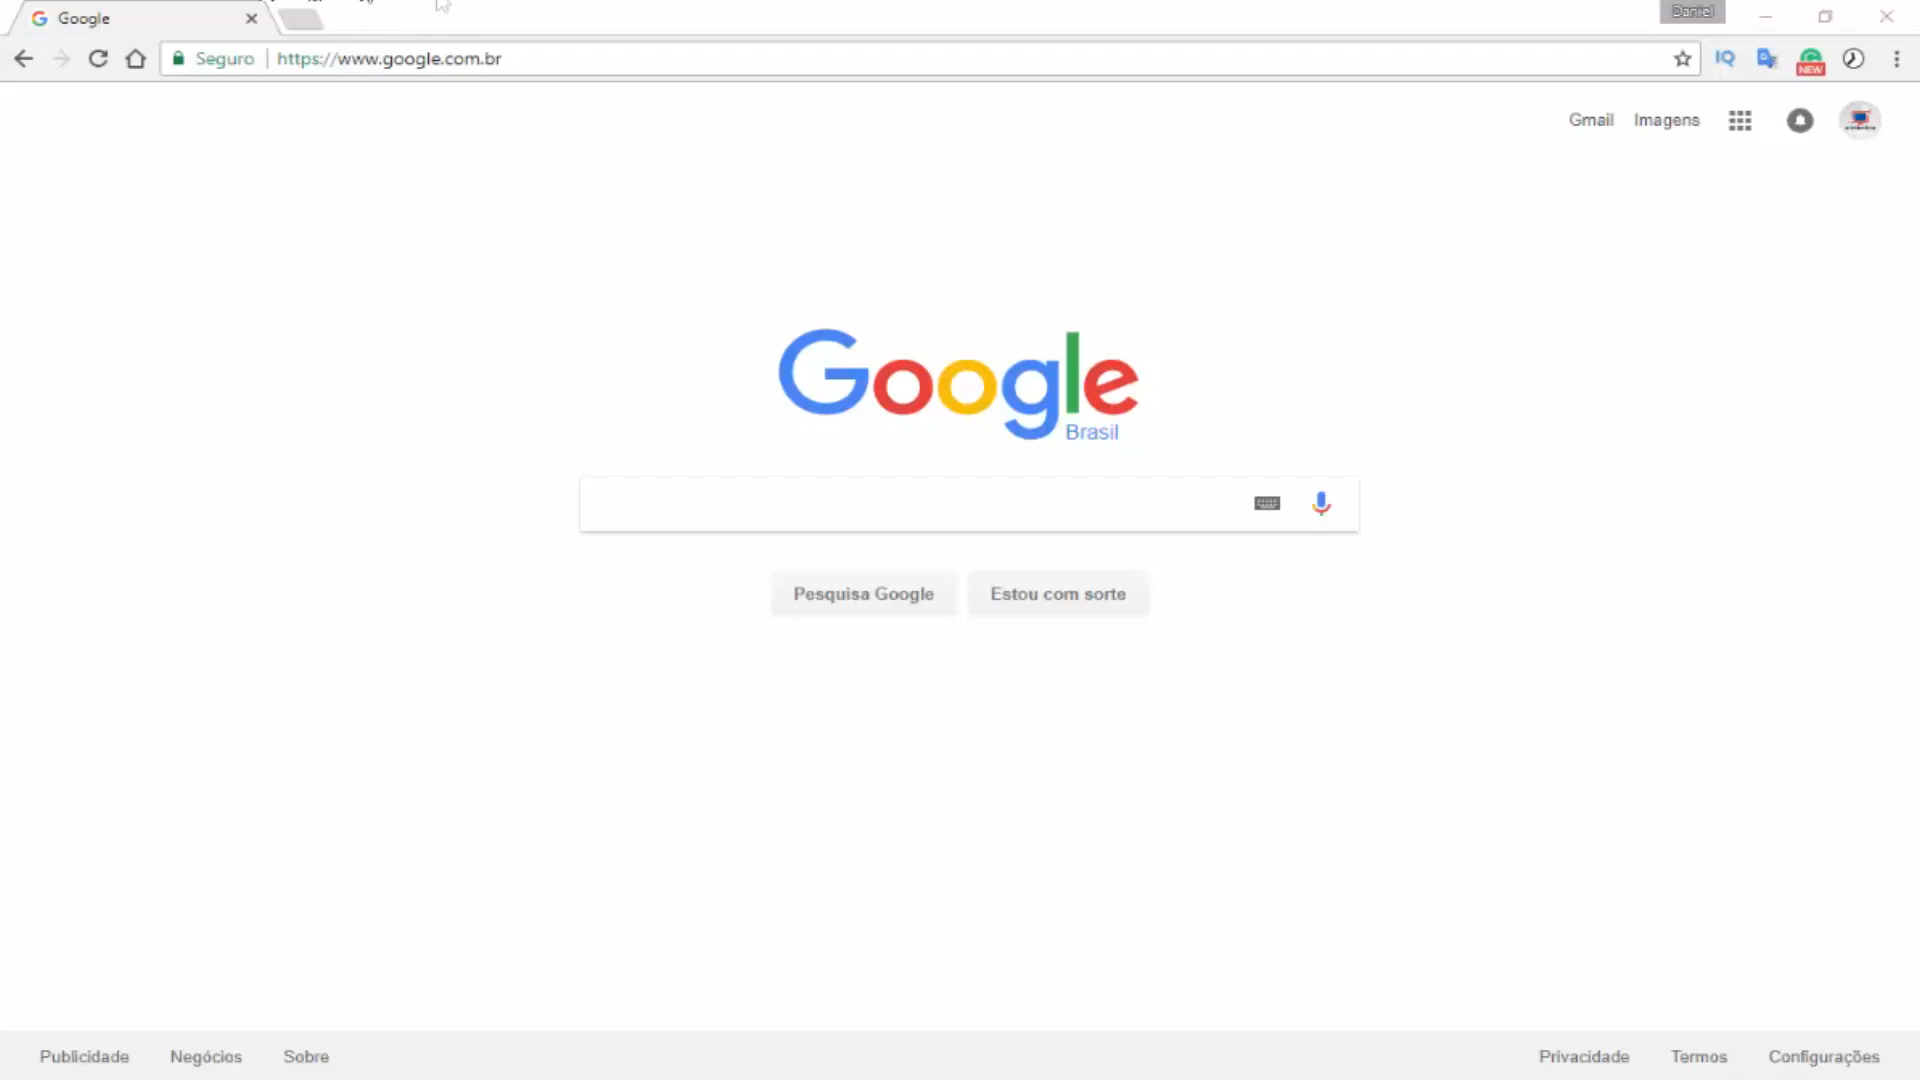 Google
Daniel
Seguro
https://www.google.com.br
IQ
NEW
Gmail
Imagens
Google
Brasil
Pesquisa Google
Estou com sorte
Publicidade
Negócios
Sobre
Privacidade
Termos
Configurações